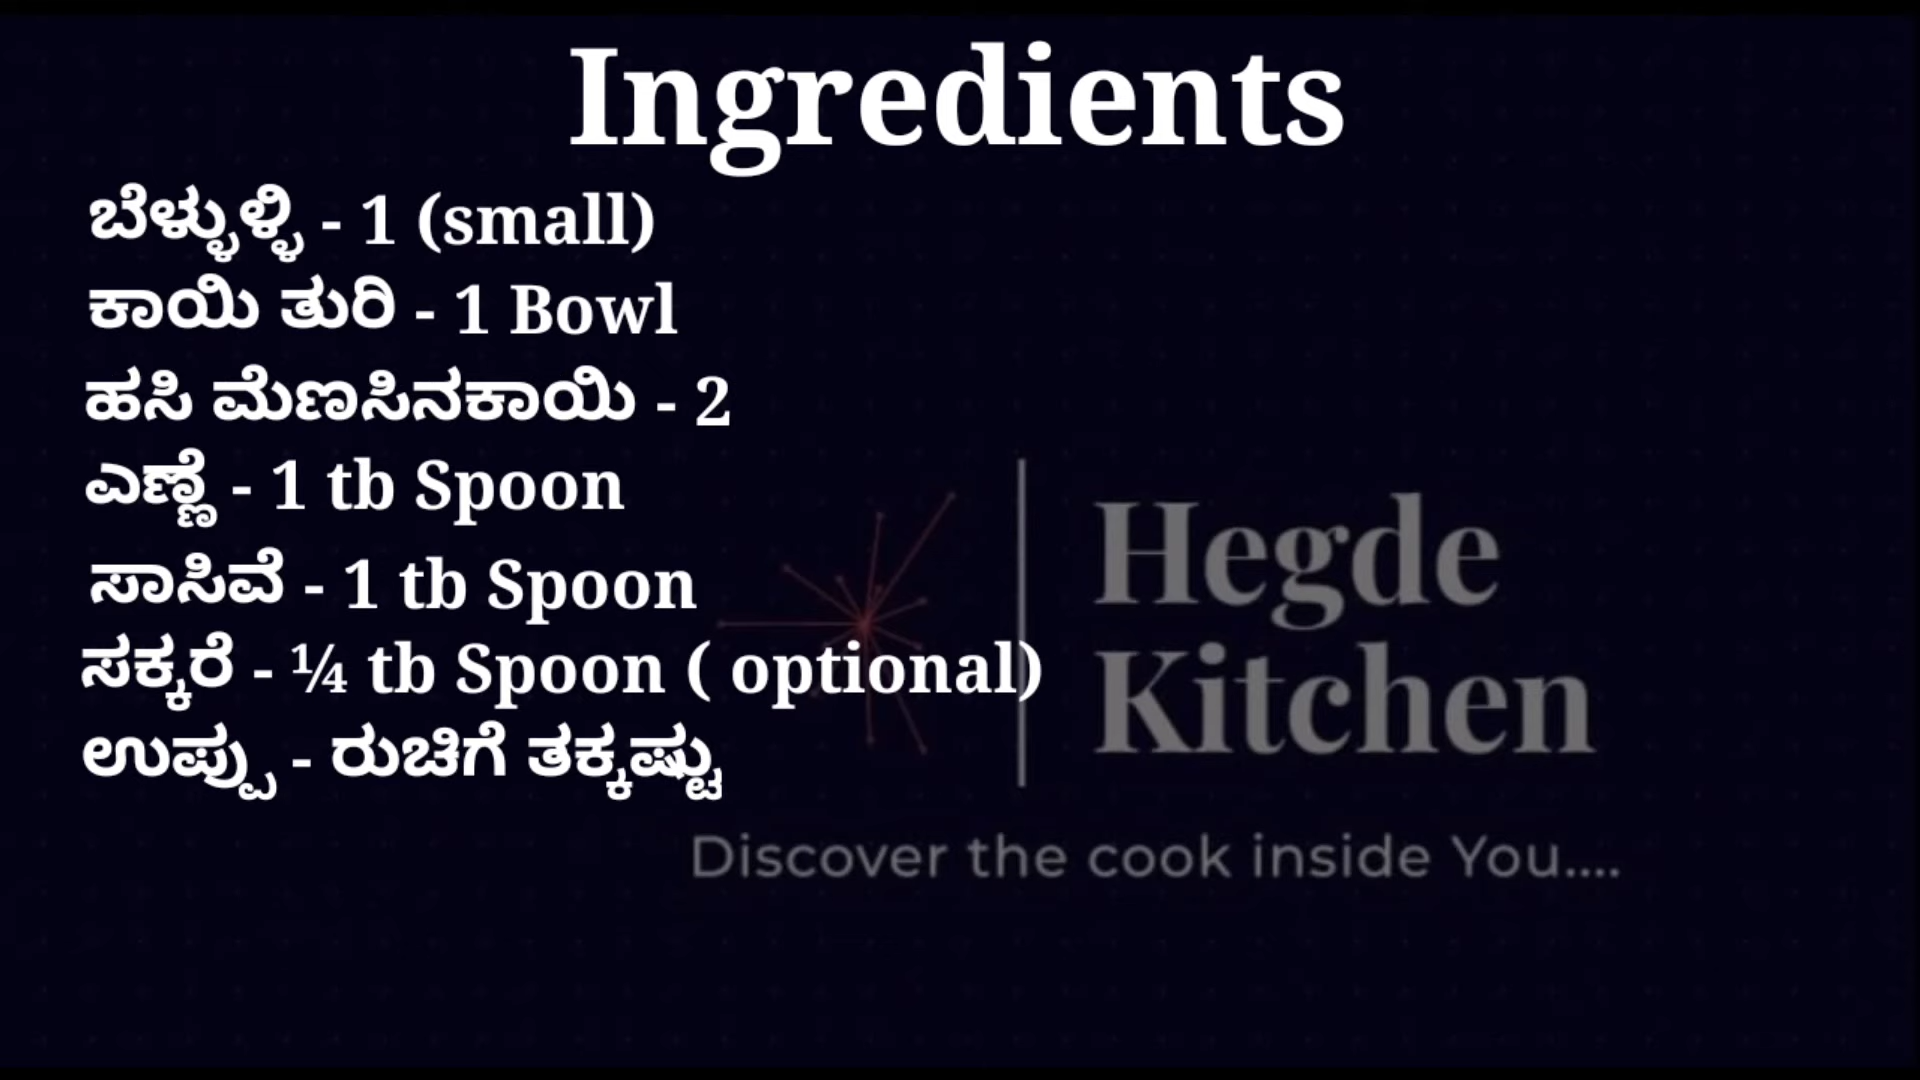 Ingredients
ಬೆಳ್ಳುಳ್ಳಿ - 1 (small)
ಕಾಯಿ ತುರಿ - 1 Bowl
ಹಸಿ ಮೆಣಸಿನಕಾಯಿ - 2
ಎಣ್ಣೆ - 1 tb Spoon
ಸಾಸಿವೆ - 1 tb Spoon
ಸಕ್ಕರೆ - ¼ tb Spoon ( optional)
ಉಪ್ಪು - ರುಚಿಗೆ ತಕ್ಕಷ್ಟು
Hegde
Kitchen
Discover the cook inside You....